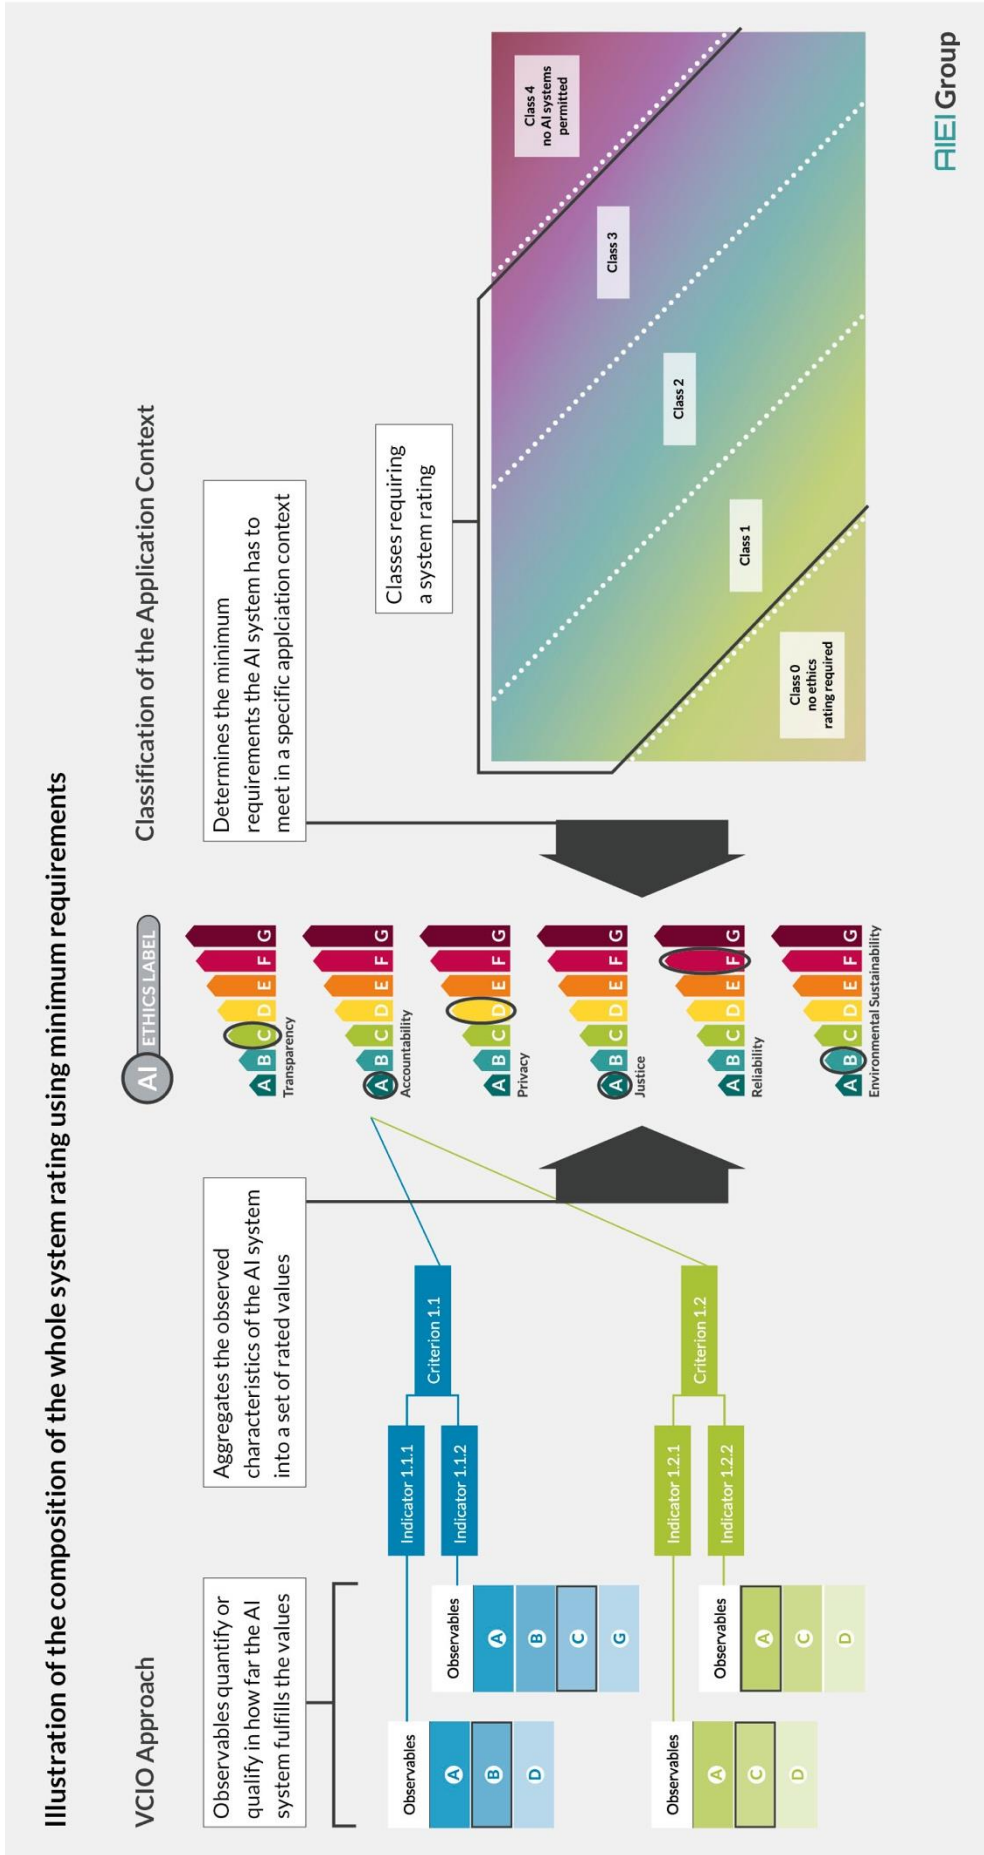 Illustration of the composition of the whole system rating using minimum requirements
VCIO Approach
Observables quantify or
qualify in how far the AI
system fulfills the values
Aggregates the observed
characteristics of the AI system
into a set of rated values
Observables
A
B
D
Observables
A
B
C
G
Indicator 1.1.1
Indicator 1.1.2
Criterion 1.1
Observables
A
C
D
Observables
A
C
D
Indicator 1.2.1
Indicator 1.2.2
Criterion 1.2
AI ETHICS LABEL
A B C D E F G
Transparency
A B C D E F G
Accountability
A B C D E F G
Privacy
A B C D E F G
Justice
A B C D E F G
Reliability
A B C D E F G
Environmental Sustainability
Classification of the Application Context
Determines the minimum
requirements the AI system has to
meet in a specific applciation context
Classes requiring
a system rating
Class 4
no AI systems
permitted
Class 3
Class 2
Class 1
Class 0
no ethics
rating required
AIEI Group